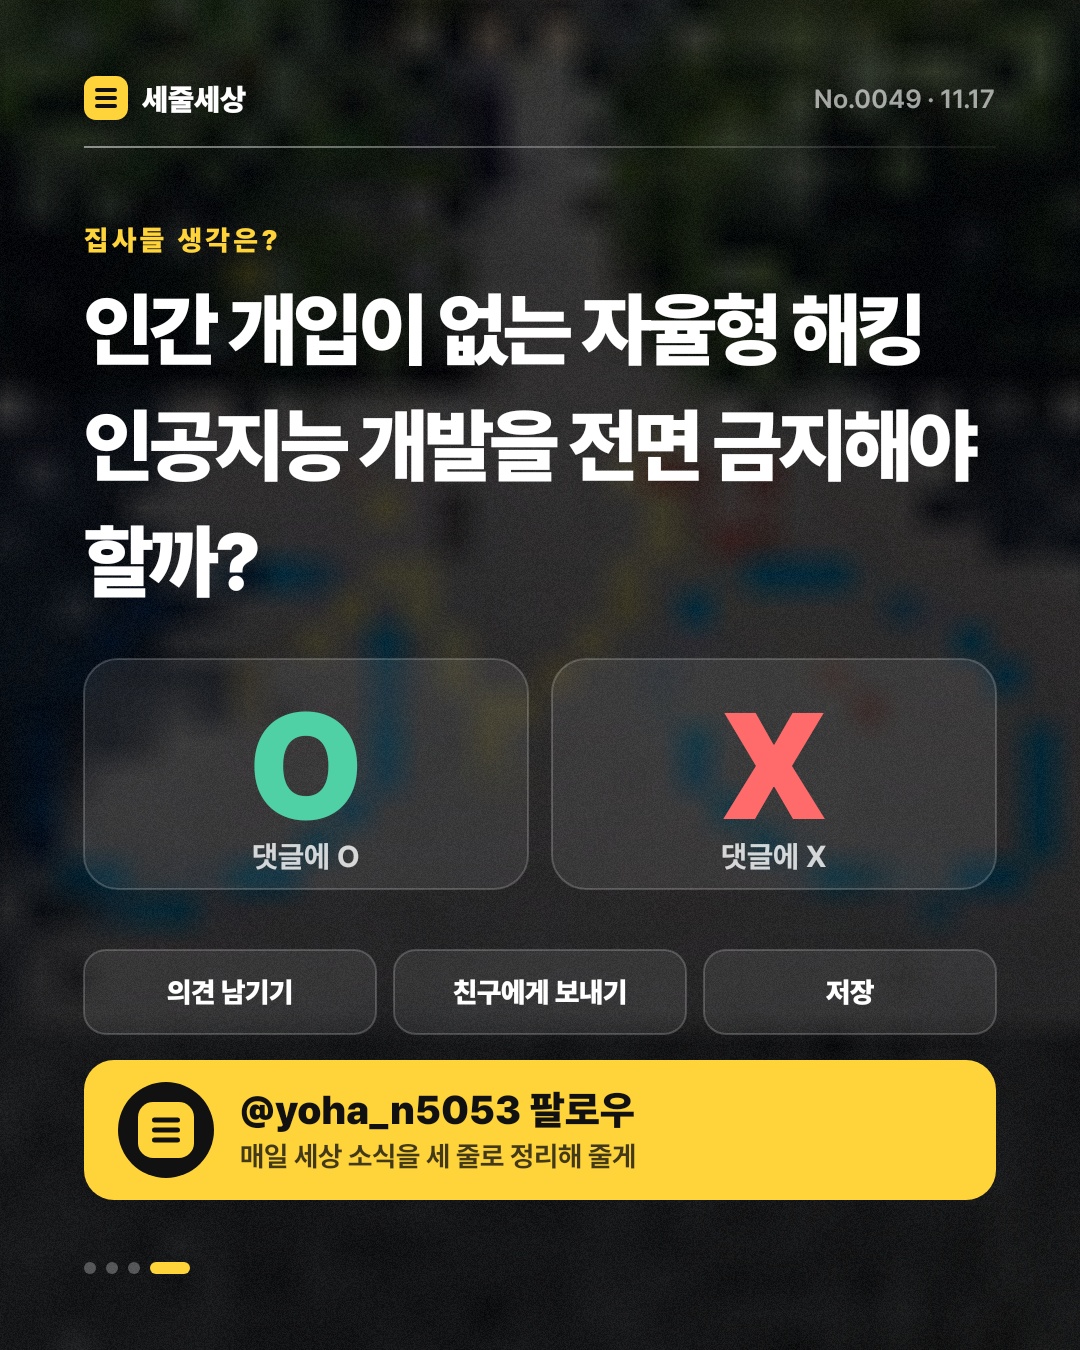 세줄세상
No.0049 · 11.17
집사들 생각은?
인간 개입이 없는 자율형 해킹
인공지능 개발을 전면 금지해야
할까?
O
댓글에 O
X
댓글에 X
의견 남기기
친구에게 보내기
저장
@yoha_n5053 팔로우
매일 세상 소식을 세 줄로 정리해 줄게